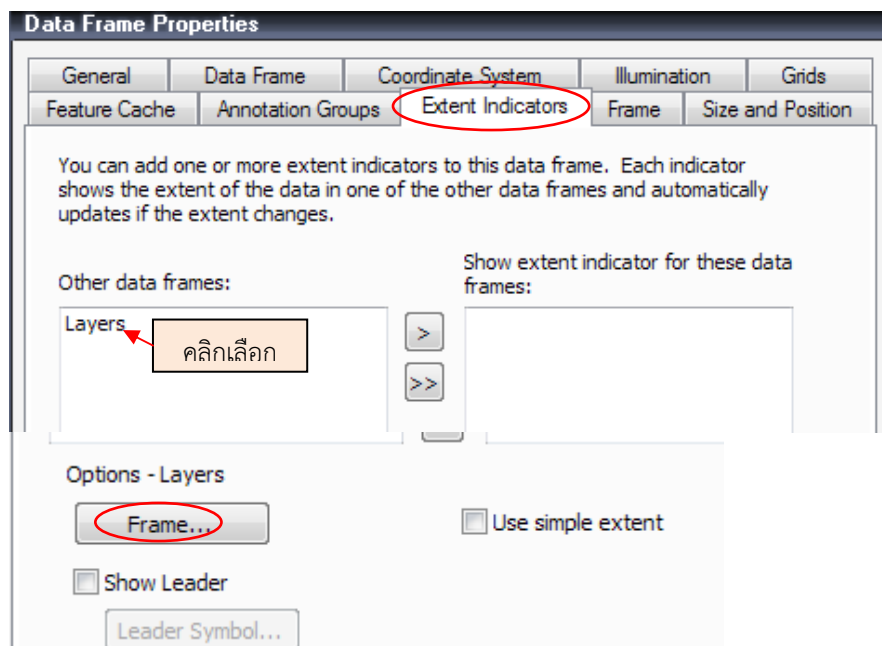 Data Frame Properties
General Data Frame Coordinate System Illumination Grids
Feature Cache Annotation Groups Extent Indicators Frame Size and Position
You can add one or more extent indicators to this data frame. Each indicator
shows the extent of the data in one of the other data frames and automatically
updates if the extent changes.
Other data frames:
Show extent indicator for these data
frames:
Layers
คลิกเลือก
>
>>
Options - Layers
Frame...
Use simple extent
Show Leader
Leader Symbol...